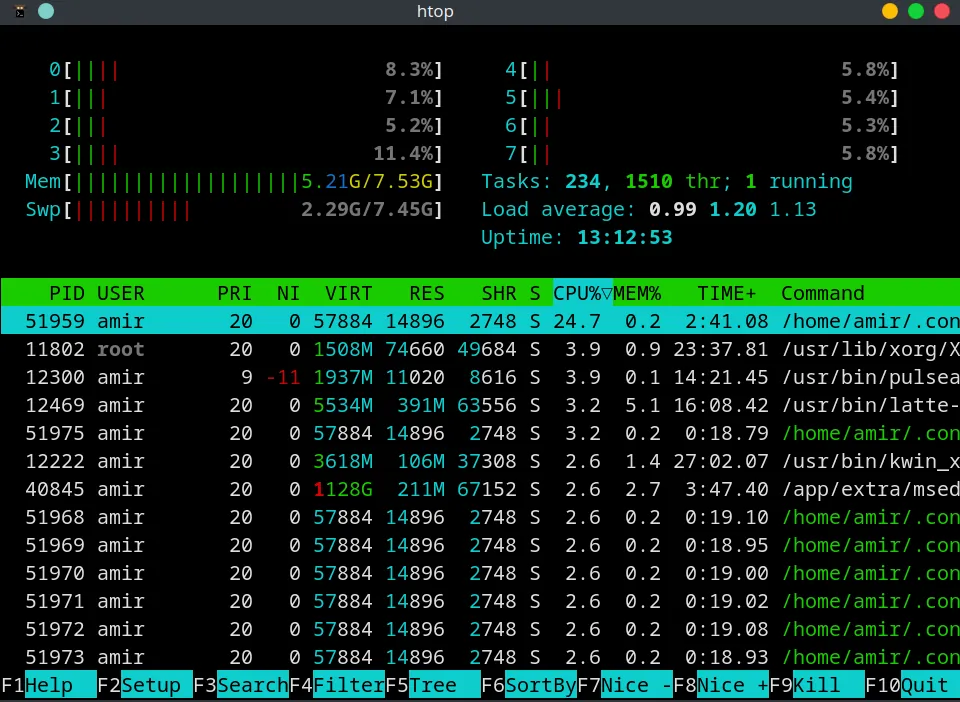 htop
0[|||| 8.3%] 4[|| 5.8%]
1[||| 7.1%] 5[||| 5.4%]
2[||| 5.2%] 6[|| 5.3%]
3[|||| 11.4%] 7[|| 5.8%]
Mem[|||||||||||||||||||5.21G/7.53G] Tasks: 234, 1510 thr; 1 running
Swp[|||||||||| 2.29G/7.45G] Load average: 0.99 1.20 1.13
Uptime: 13:12:53
PID USER PRI NI VIRT RES SHR S CPU%▽MEM% TIME+ Command
51959 amir 20 0 57884 14896 2748 S 24.7 0.2 2:41.08 /home/amir/.con
11802 root 20 0 1508M 74660 49684 S 3.9 0.9 23:37.81 /usr/lib/xorg/X
12300 amir 9 -11 1937M 11020 8616 S 3.9 0.1 14:21.45 /usr/bin/pulsea
12469 amir 20 0 5534M 391M 63556 S 3.2 5.1 16:08.42 /usr/bin/latte-
51975 amir 20 0 57884 14896 2748 S 3.2 0.2 0:18.79 /home/amir/.con
12222 amir 20 0 3618M 106M 37308 S 2.6 1.4 27:02.07 /usr/bin/kwin_x
40845 amir 20 0 1128G 211M 67152 S 2.6 2.7 3:47.40 /app/extra/msed
51968 amir 20 0 57884 14896 2748 S 2.6 0.2 0:19.10 /home/amir/.con
51969 amir 20 0 57884 14896 2748 S 2.6 0.2 0:18.95 /home/amir/.con
51970 amir 20 0 57884 14896 2748 S 2.6 0.2 0:19.00 /home/amir/.con
51971 amir 20 0 57884 14896 2748 S 2.6 0.2 0:19.02 /home/amir/.con
51972 amir 20 0 57884 14896 2748 S 2.6 0.2 0:19.08 /home/amir/.con
51973 amir 20 0 57884 14896 2748 S 2.6 0.2 0:18.93 /home/amir/.con
F1Help F2Setup F3SearchF4FilterF5Tree F6SortByF7Nice -F8Nice +F9Kill F10Quit